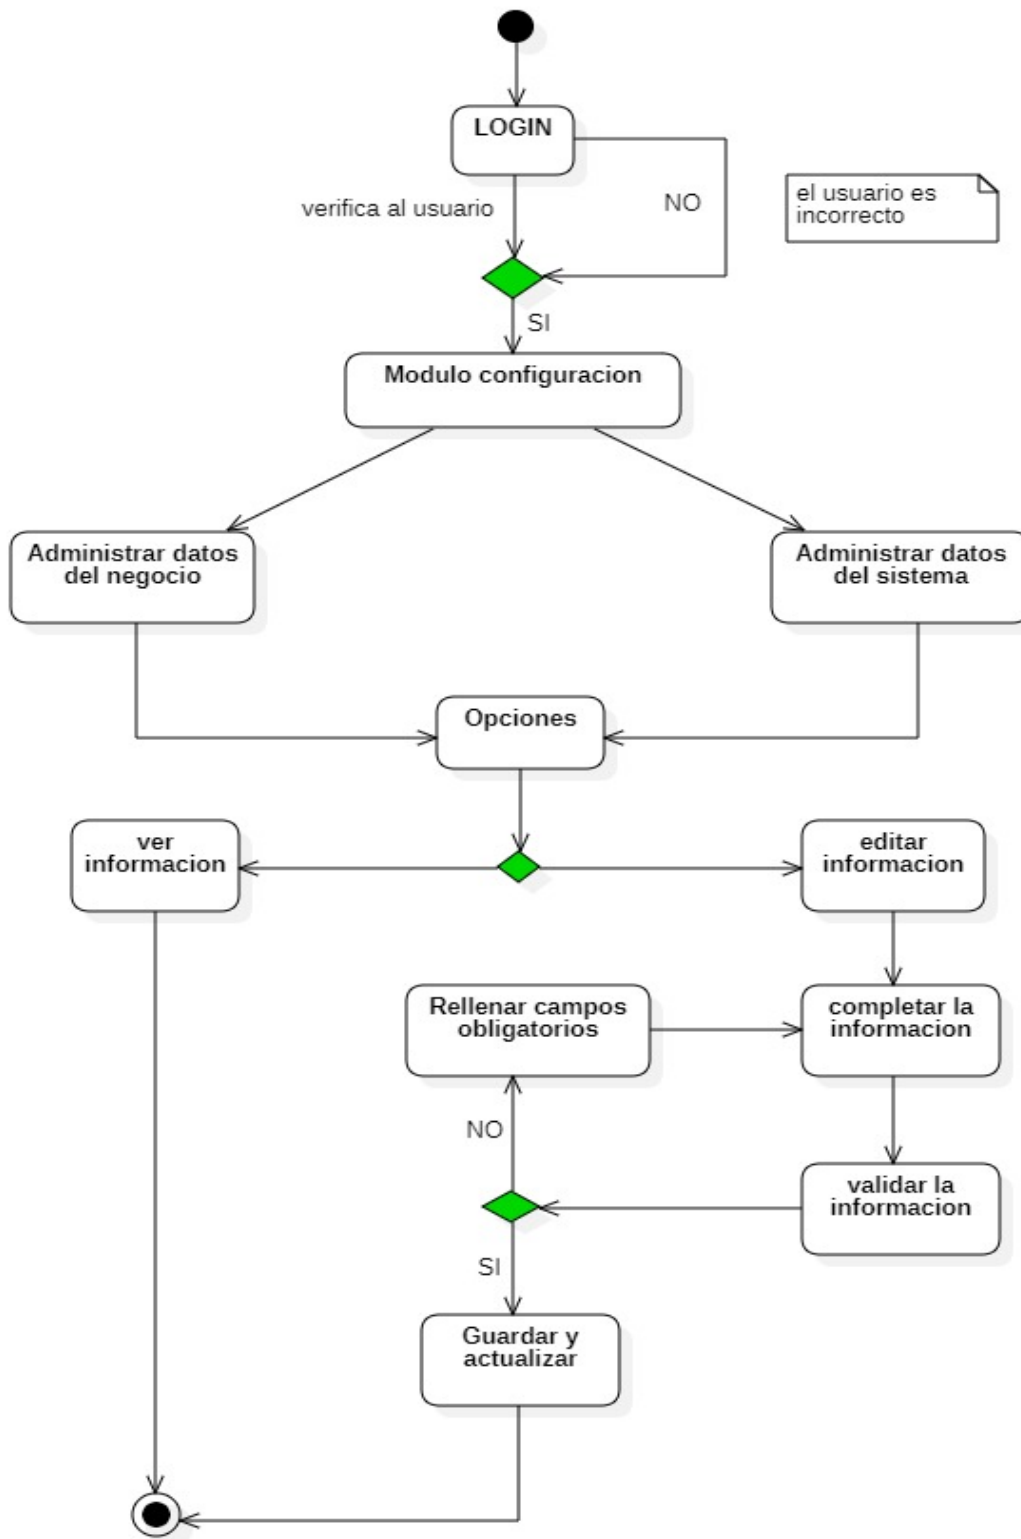 LOGIN
verifica al usuario
NO
el usuario es
incorrecto
SI
Modulo configuracion
Administrar datos
del negocio
Administrar datos
del sistema
Opciones
ver
informacion
editar
informacion
Rellenar campos
obligatorios
completar la
informacion
NO
validar la
informacion
SI
Guardar y
actualizar